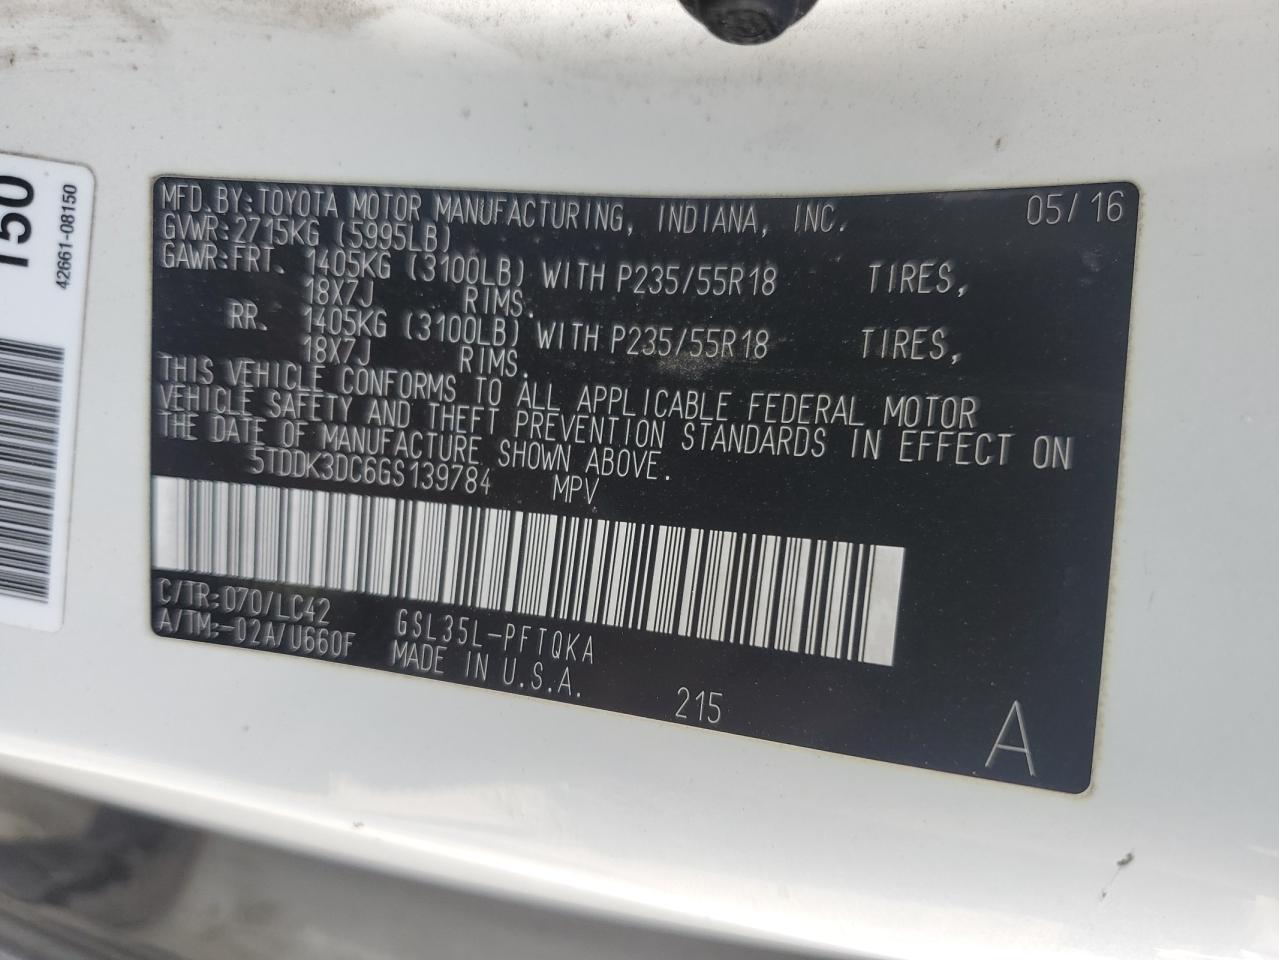 150
42661-08150
MFD. BY: TOYOTA MOTOR MANUFACTURING, INDIANA, INC. 05/16
GVWR: 2715KG (5995LB)
GAWR: FRT. 1405KG (3100LB) WITH P235/55R18 TIRES,
18X7J RIMS.
RR. 1405KG (3100LB) WITH P235/55R18 TIRES,
18X7J RIMS.
THIS VEHICLE CONFORMS TO ALL APPLICABLE FEDERAL MOTOR
VEHICLE SAFETY AND THEFT PREVENTION STANDARDS IN EFFECT ON
THE DATE OF MANUFACTURE SHOWN ABOVE.
5TDDK3DC6GS139784 MPV
C/TR: 070/LC42 GSL35L-PFTQKA
A/TM: -02A/U660F MADE IN U.S.A.
215
A